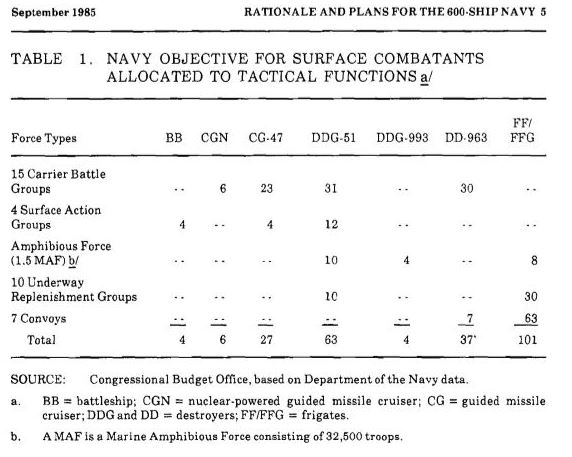 September 1985 RATIONALE AND PLANS FOR THE 600-SHIP NAVY 5
TABLE 1. NAVY OBJECTIVE FOR SURFACE COMBATANTS
ALLOCATED TO TACTICAL FUNCTIONS a/
FF/
Force Types BB CGN CG-47 DDG-51 DDG-993 DD-963 FFG
15 Carrier Battle
Groups -- 6 23 31 -- 30 --
4 Surface Action
Groups 4 -- 4 12 -- -- --
Amphibious Force
(1.5 MAF) b/ -- -- -- 10 4 -- 8
10 Underway
Replenishment Groups -- -- -- 10 -- -- 30
7 Convoys -- -- -- -- -- 7 63
Total 4 6 27 63 4 37 101
SOURCE: Congressional Budget Office, based on Department of the Navy data.
a. BB = battleship; CGN = nuclear-powered guided missile cruiser; CG = guided missile
cruiser; DDG and DD = destroyers; FF/FFG = frigates.
b. A MAF is a Marine Amphibious Force consisting of 32,500 troops.